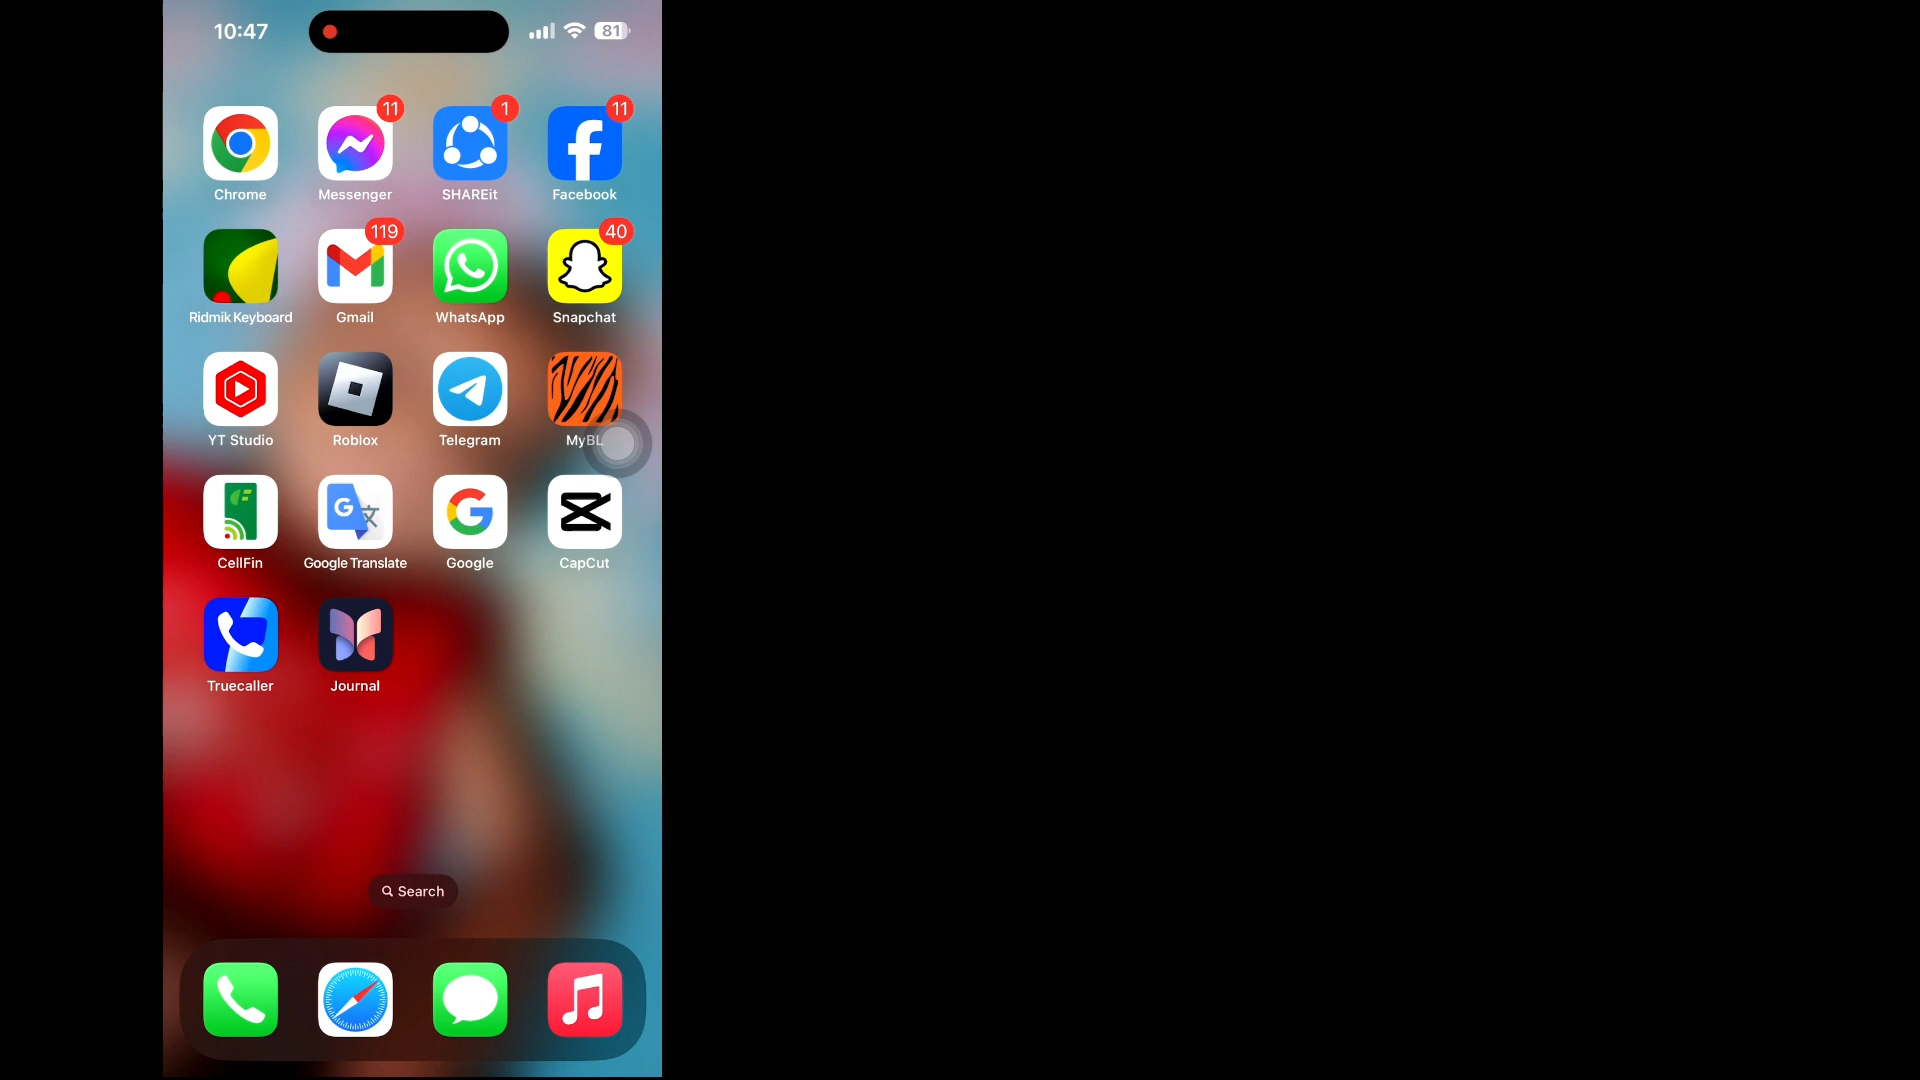 10:47
81
11
1
11
Chrome
Messenger
SHAREit
Facebook
119
40
Ridmik Keyboard
Gmail
WhatsApp
Snapchat
YT Studio
Roblox
Telegram
MyBL
G 文
CellFin
Google Translate
Google
CapCut
Truecaller
Journal
Search